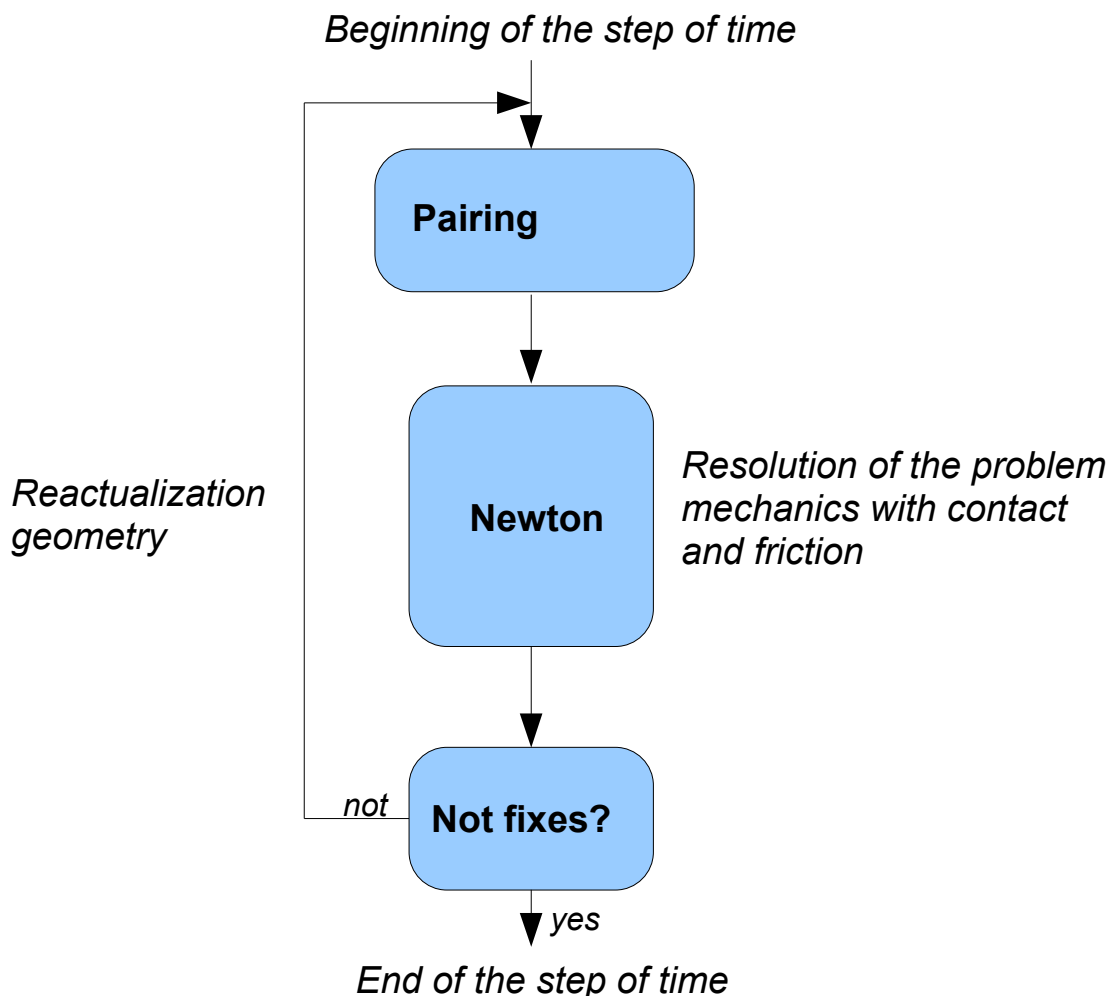 Beginning of the step of time
Pairing
Reactualization
geometry
Newton
Resolution of the problem
mechanics with contact
and friction
not
Not fixes?
yes
End of the step of time